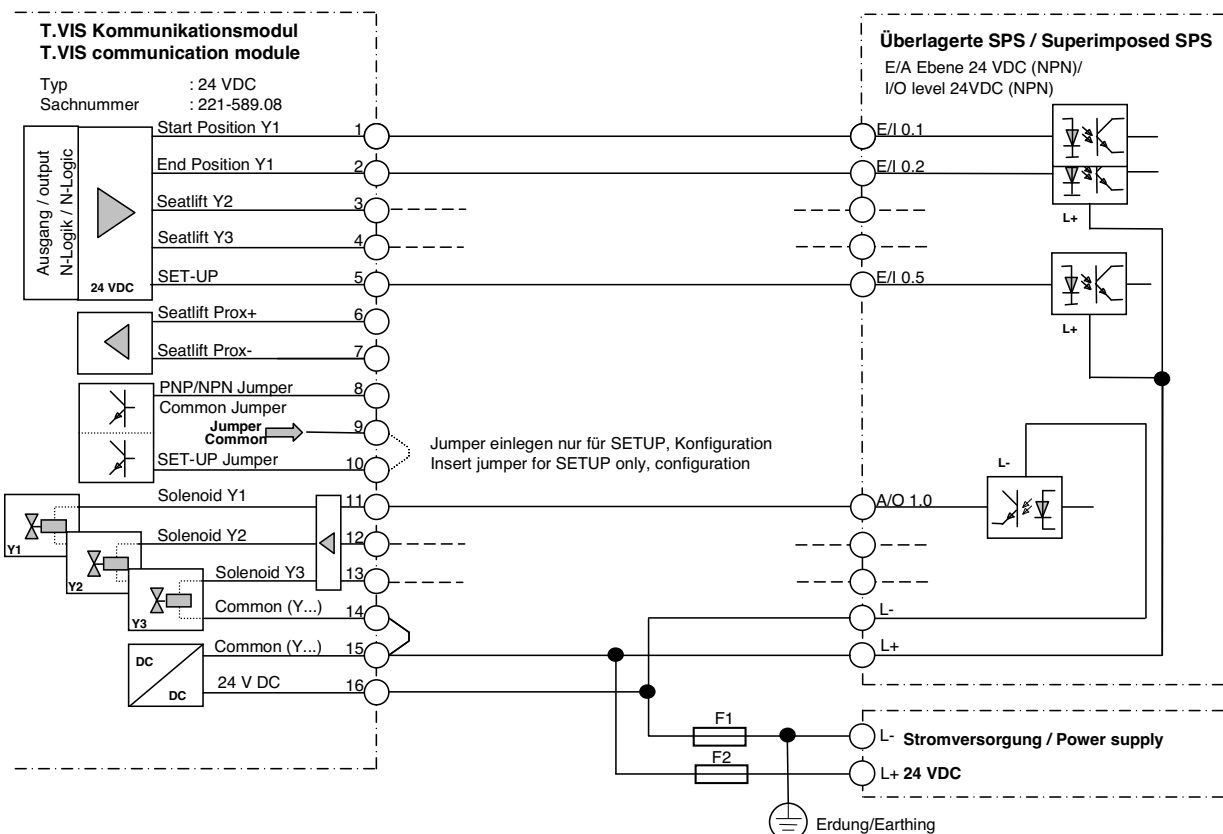 T.VIS Kommunikationsmodul
T.VIS communication module
Typ : 24 VDC
Sachnummer : 221-589.08
Ausgang / output
N-Logik / N-Logic
24 VDC
Start Position Y1 1
End Position Y1 2
Seatlift Y2 3
Seatlift Y3 4
SET-UP 5
Seatlift Prox+ 6
Seatlift Prox- 7
PNP/NPN Jumper 8
Common Jumper
Jumper
Common 9
SET-UP Jumper 10
Solenoid Y1 11
Solenoid Y2 12
Solenoid Y3 13
Common (Y...) 14
Common (Y...) 15
24 V DC 16
Y1
Y2
Y3
DC
DC
Jumper einlegen nur für SETUP, Konfiguration
Insert jumper for SETUP only, configuration
Überlagerte SPS / Superimposed SPS
E/A Ebene 24 VDC (NPN)/
I/O level 24VDC (NPN)
E/I 0.1
E/I 0.2
L+
E/I 0.5
L+
L-
A/O 1.0
L-
L+
F1
F2
L- Stromversorgung / Power supply
L+ 24 VDC
Erdung/Earthing